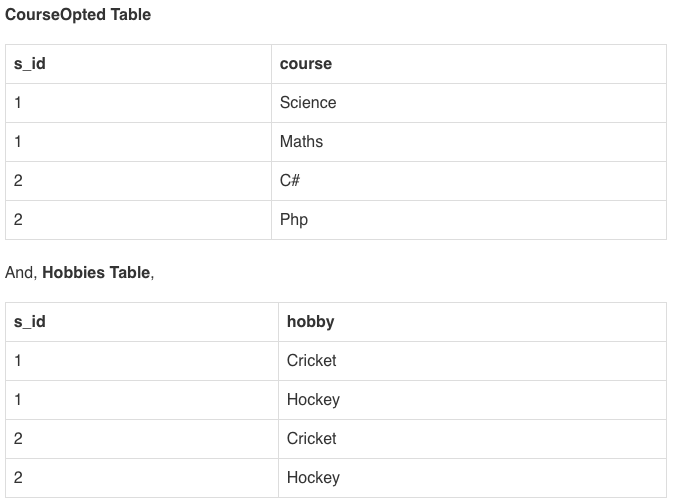 CourseOpted Table
s_id course
1 Science
1 Maths
2 C#
2 Php
And, Hobbies Table,
s_id hobby
1 Cricket
1 Hockey
2 Cricket
2 Hockey